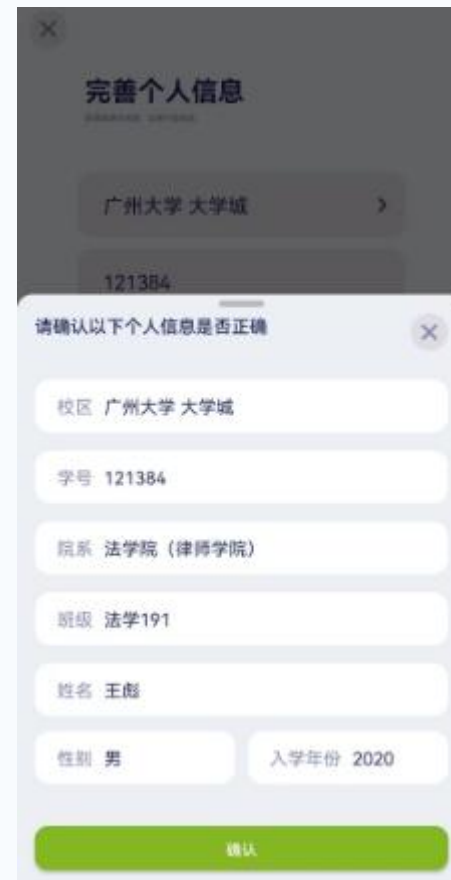 完善个人信息
广州大学 大学城
121384
请确认以下个人信息是否正确
校区 广州大学 大学城
学号 121384
院系 法学院（律师学院）
班级 法学191
姓名 王彪
性别 男 入学年份 2020
确认